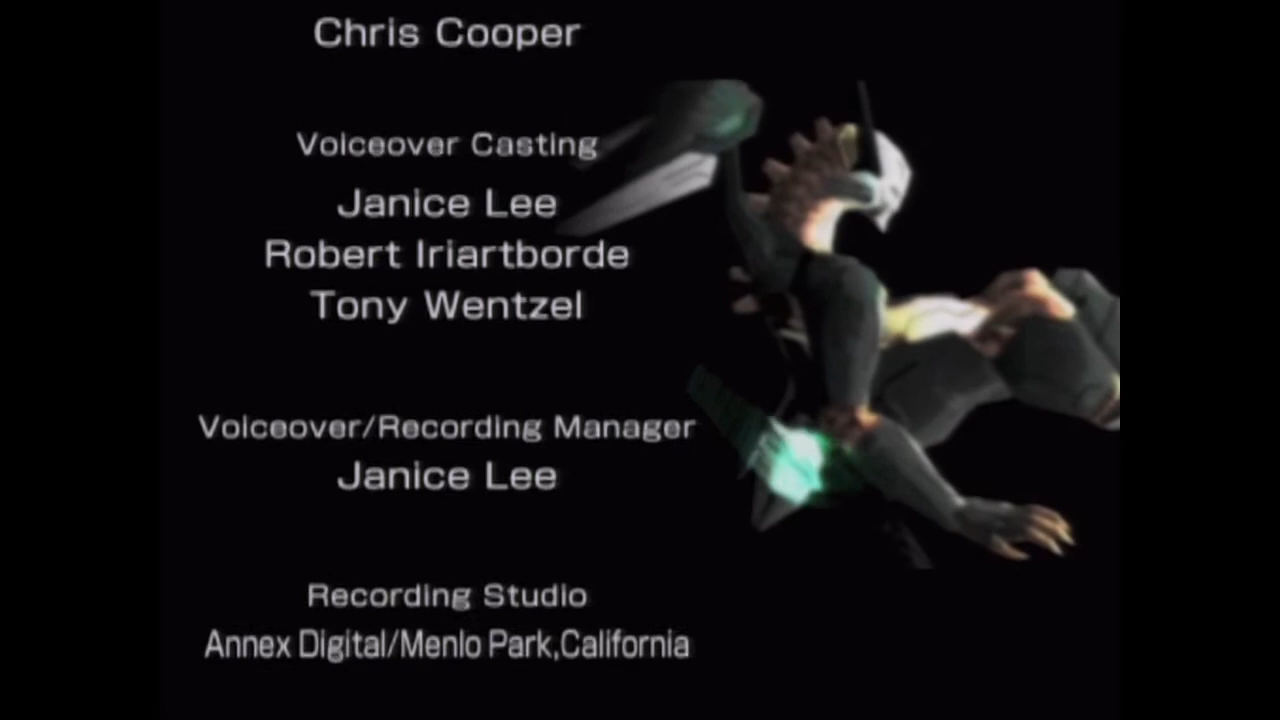 Chris Cooper
Voiceover Casting
Janice Lee
Robert Iriartborde
Tony Wentzel
Voiceover/Recording Manager
Janice Lee
Recording Studio
Annex Digital/Menlo Park,California